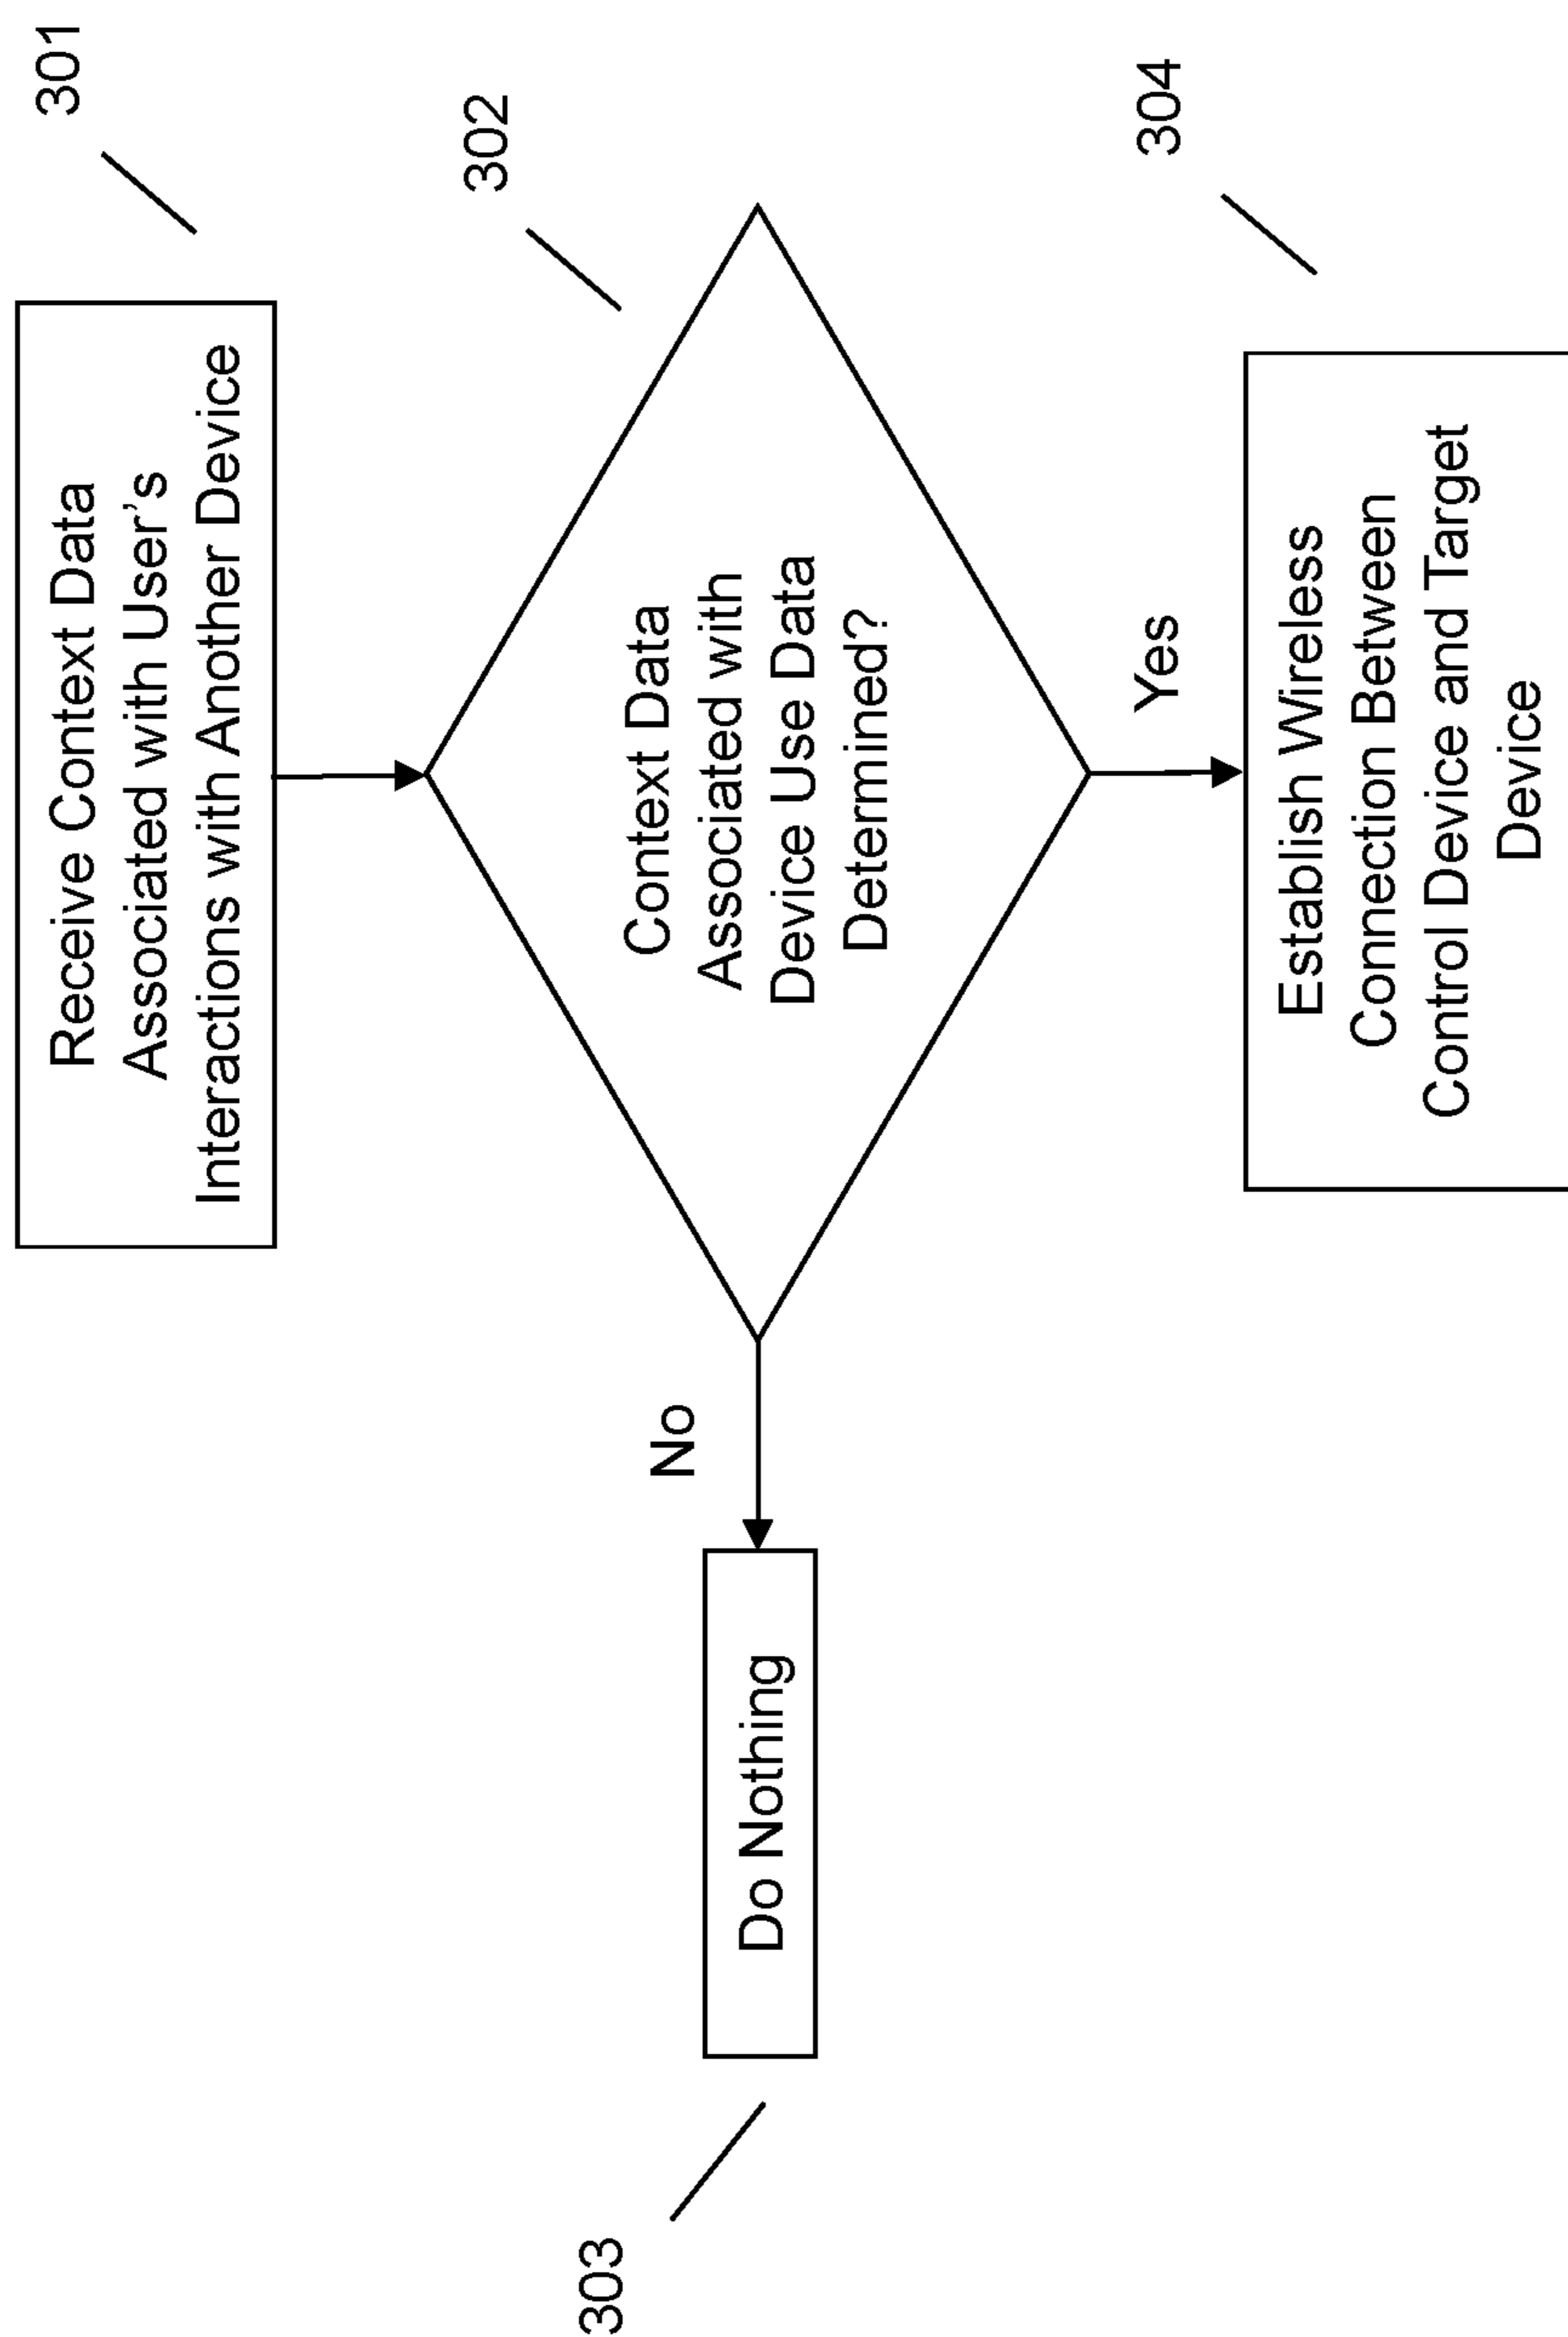 Receive Context Data
Associated with User's
Interactions with Another Device
301
Context Data
Associated with
Device Use Data
Determined?
302
No
Do Nothing
303
Yes
Establish Wireless
Connection Between
Control Device and Target
Device
304